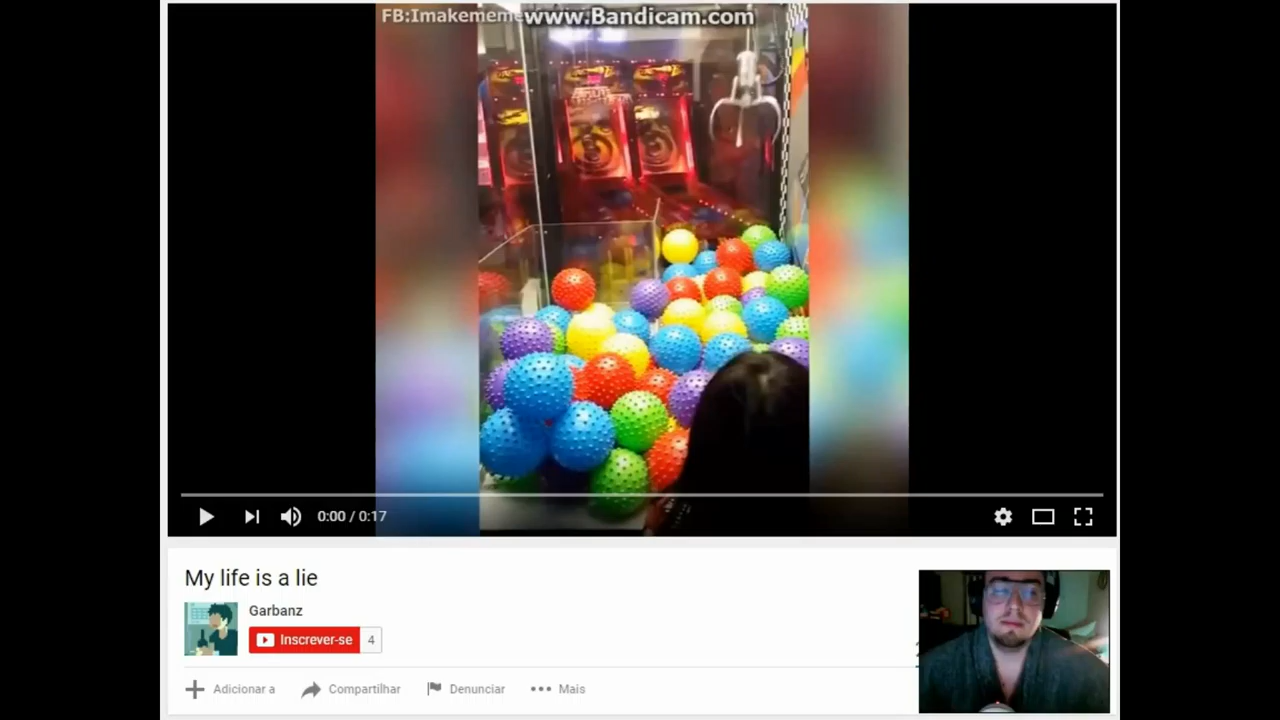 FB:Imakememe
www.Bandicam.com
0:00 / 0:17
My life is a lie
Garbanz
Inscrever-se 4
Adicionar a Compartilhar Denunciar Mais